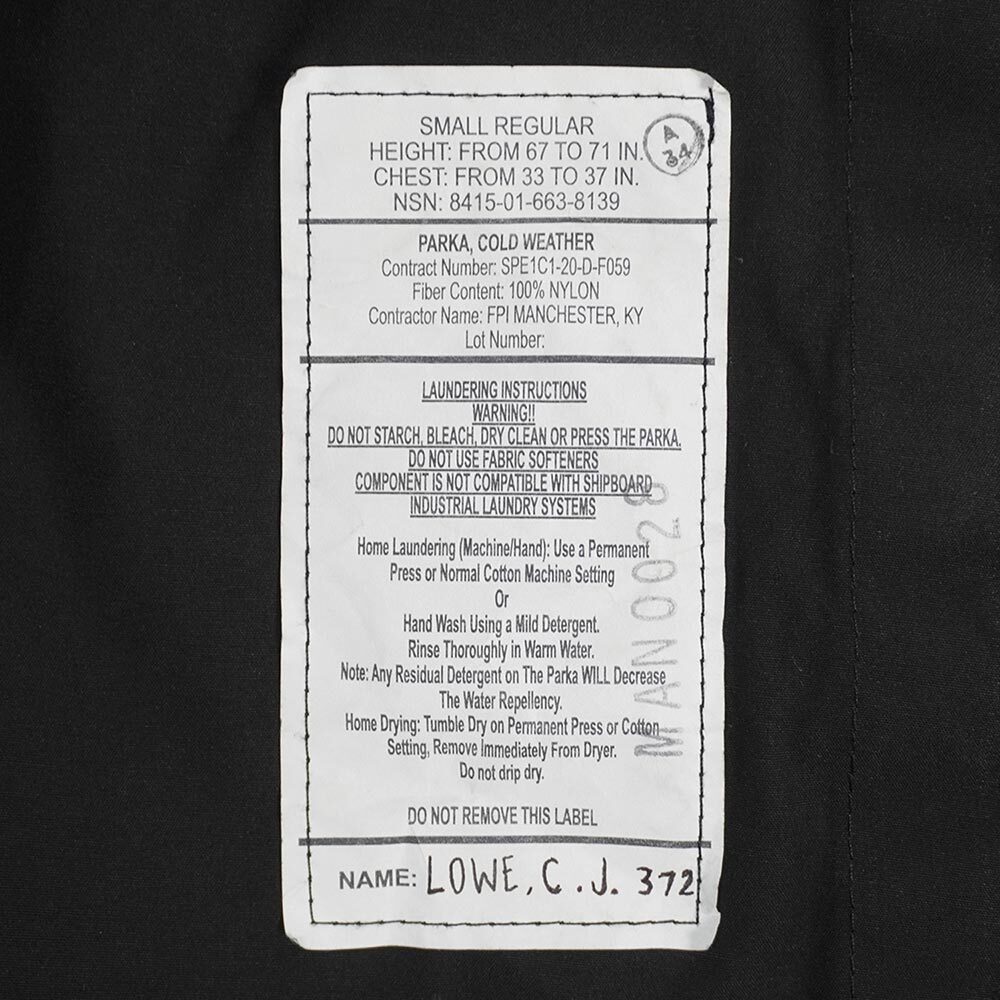 SMALL REGULAR
HEIGHT: FROM 67 TO 71 IN.
A
34
CHEST: FROM 33 TO 37 IN.
NSN: 8415-01-663-8139
PARKA, COLD WEATHER
Contract Number: SPE1C1-20-D-F059
Fiber Content: 100% NYLON
Contractor Name: FPI MANCHESTER, KY
Lot Number:
LAUNDERING INSTRUCTIONS
WARNING!!
DO NOT STARCH, BLEACH, DRY CLEAN OR PRESS THE PARKA.
DO NOT USE FABRIC SOFTENERS
COMPONENT IS NOT COMPATIBLE WITH SHIPBOARD
INDUSTRIAL LAUNDRY SYSTEMS
Home Laundering (Machine/Hand): Use a Permanent
Press or Normal Cotton Machine Setting
Or
Hand Wash Using a Mild Detergent.
Rinse Thoroughly in Warm Water.
Note: Any Residual Detergent on The Parka WILL Decrease
The Water Repellency.
Home Drying: Tumble Dry on Permanent Press or Cotton
Setting, Remove Immediately From Dryer.
Do not drip dry.
MAN0028
DO NOT REMOVE THIS LABEL
NAME: LOWE, C.J. 372